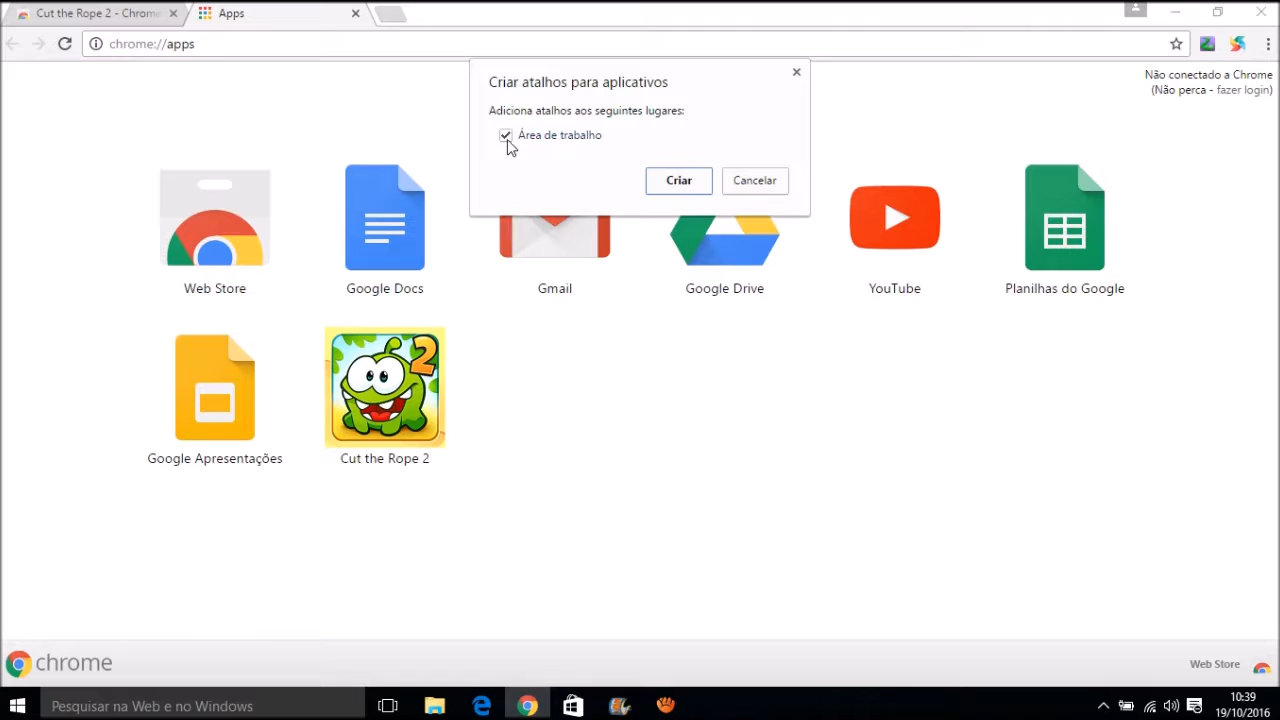 Cut the Rope 2 - Chrome
Apps
chrome://apps
Não conectado a Chrome
(Não perca - fazer login)
Criar atalhos para aplicativos
Adiciona atalhos aos seguintes lugares:
Área de trabalho
Criar
Cancelar
Web Store
Google Docs
Gmail
Google Drive
YouTube
Planilhas do Google
2
Google Apresentações
Cut the Rope 2
chrome
Web Store
Pesquisar na Web e no Windows
10:39
19/10/2016